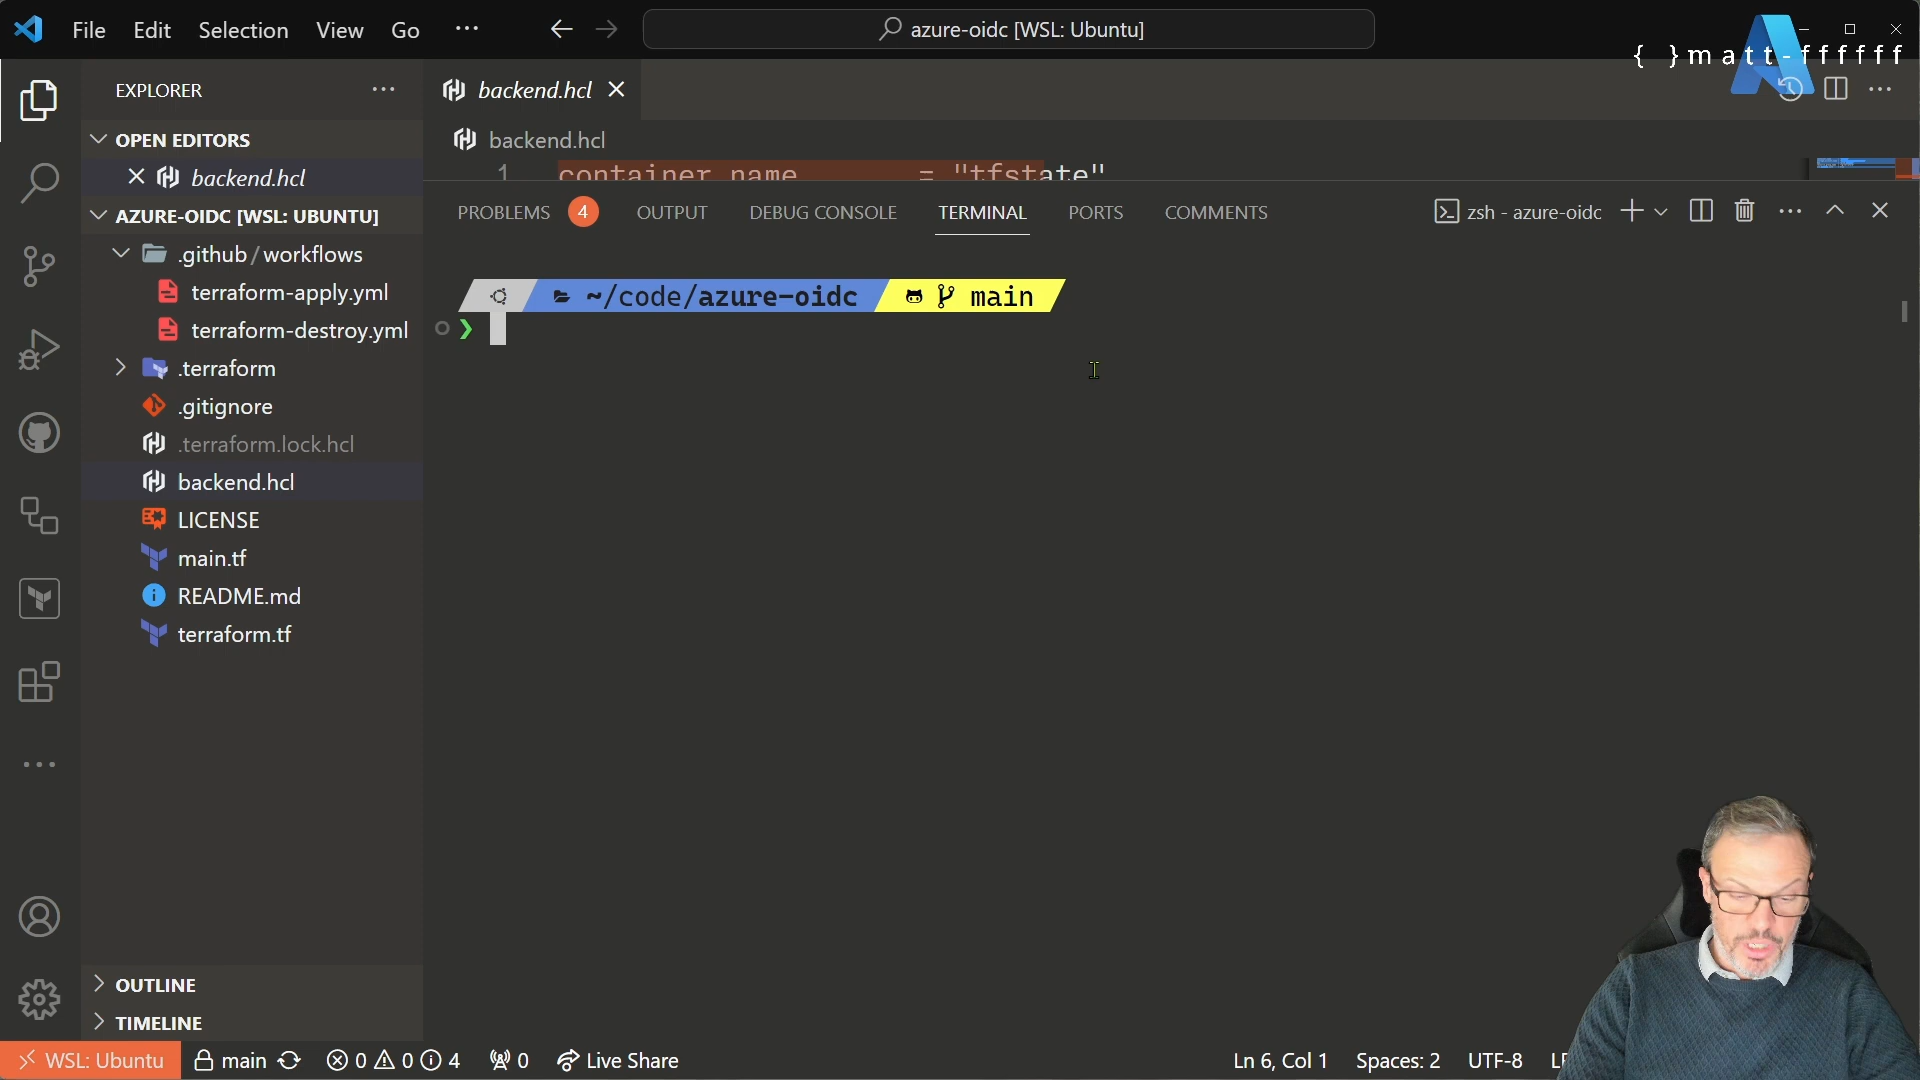 File Edit Selection View Go ··· azure-oidc [WSL: Ubuntu]
{ }matt-ffffff
EXPLORER
backend.hcl
OPEN EDITORS
backend.hcl
backend.hcl
1 container_name = "tfstate"
AZURE-OIDC [WSL: UBUNTU]
PROBLEMS 4 OUTPUT DEBUG CONSOLE TERMINAL PORTS COMMENTS zsh - azure-oidc
.github/workflows
terraform-apply.yml
terraform-destroy.yml
.terraform
.gitignore
.terraform.lock.hcl
backend.hcl
LICENSE
main.tf
README.md
terraform.tf
~/code/azure-oidc main
❯
OUTLINE
TIMELINE
WSL: Ubuntu main 0 0 4 0 Live Share Ln 6, Col 1 Spaces: 2 UTF-8